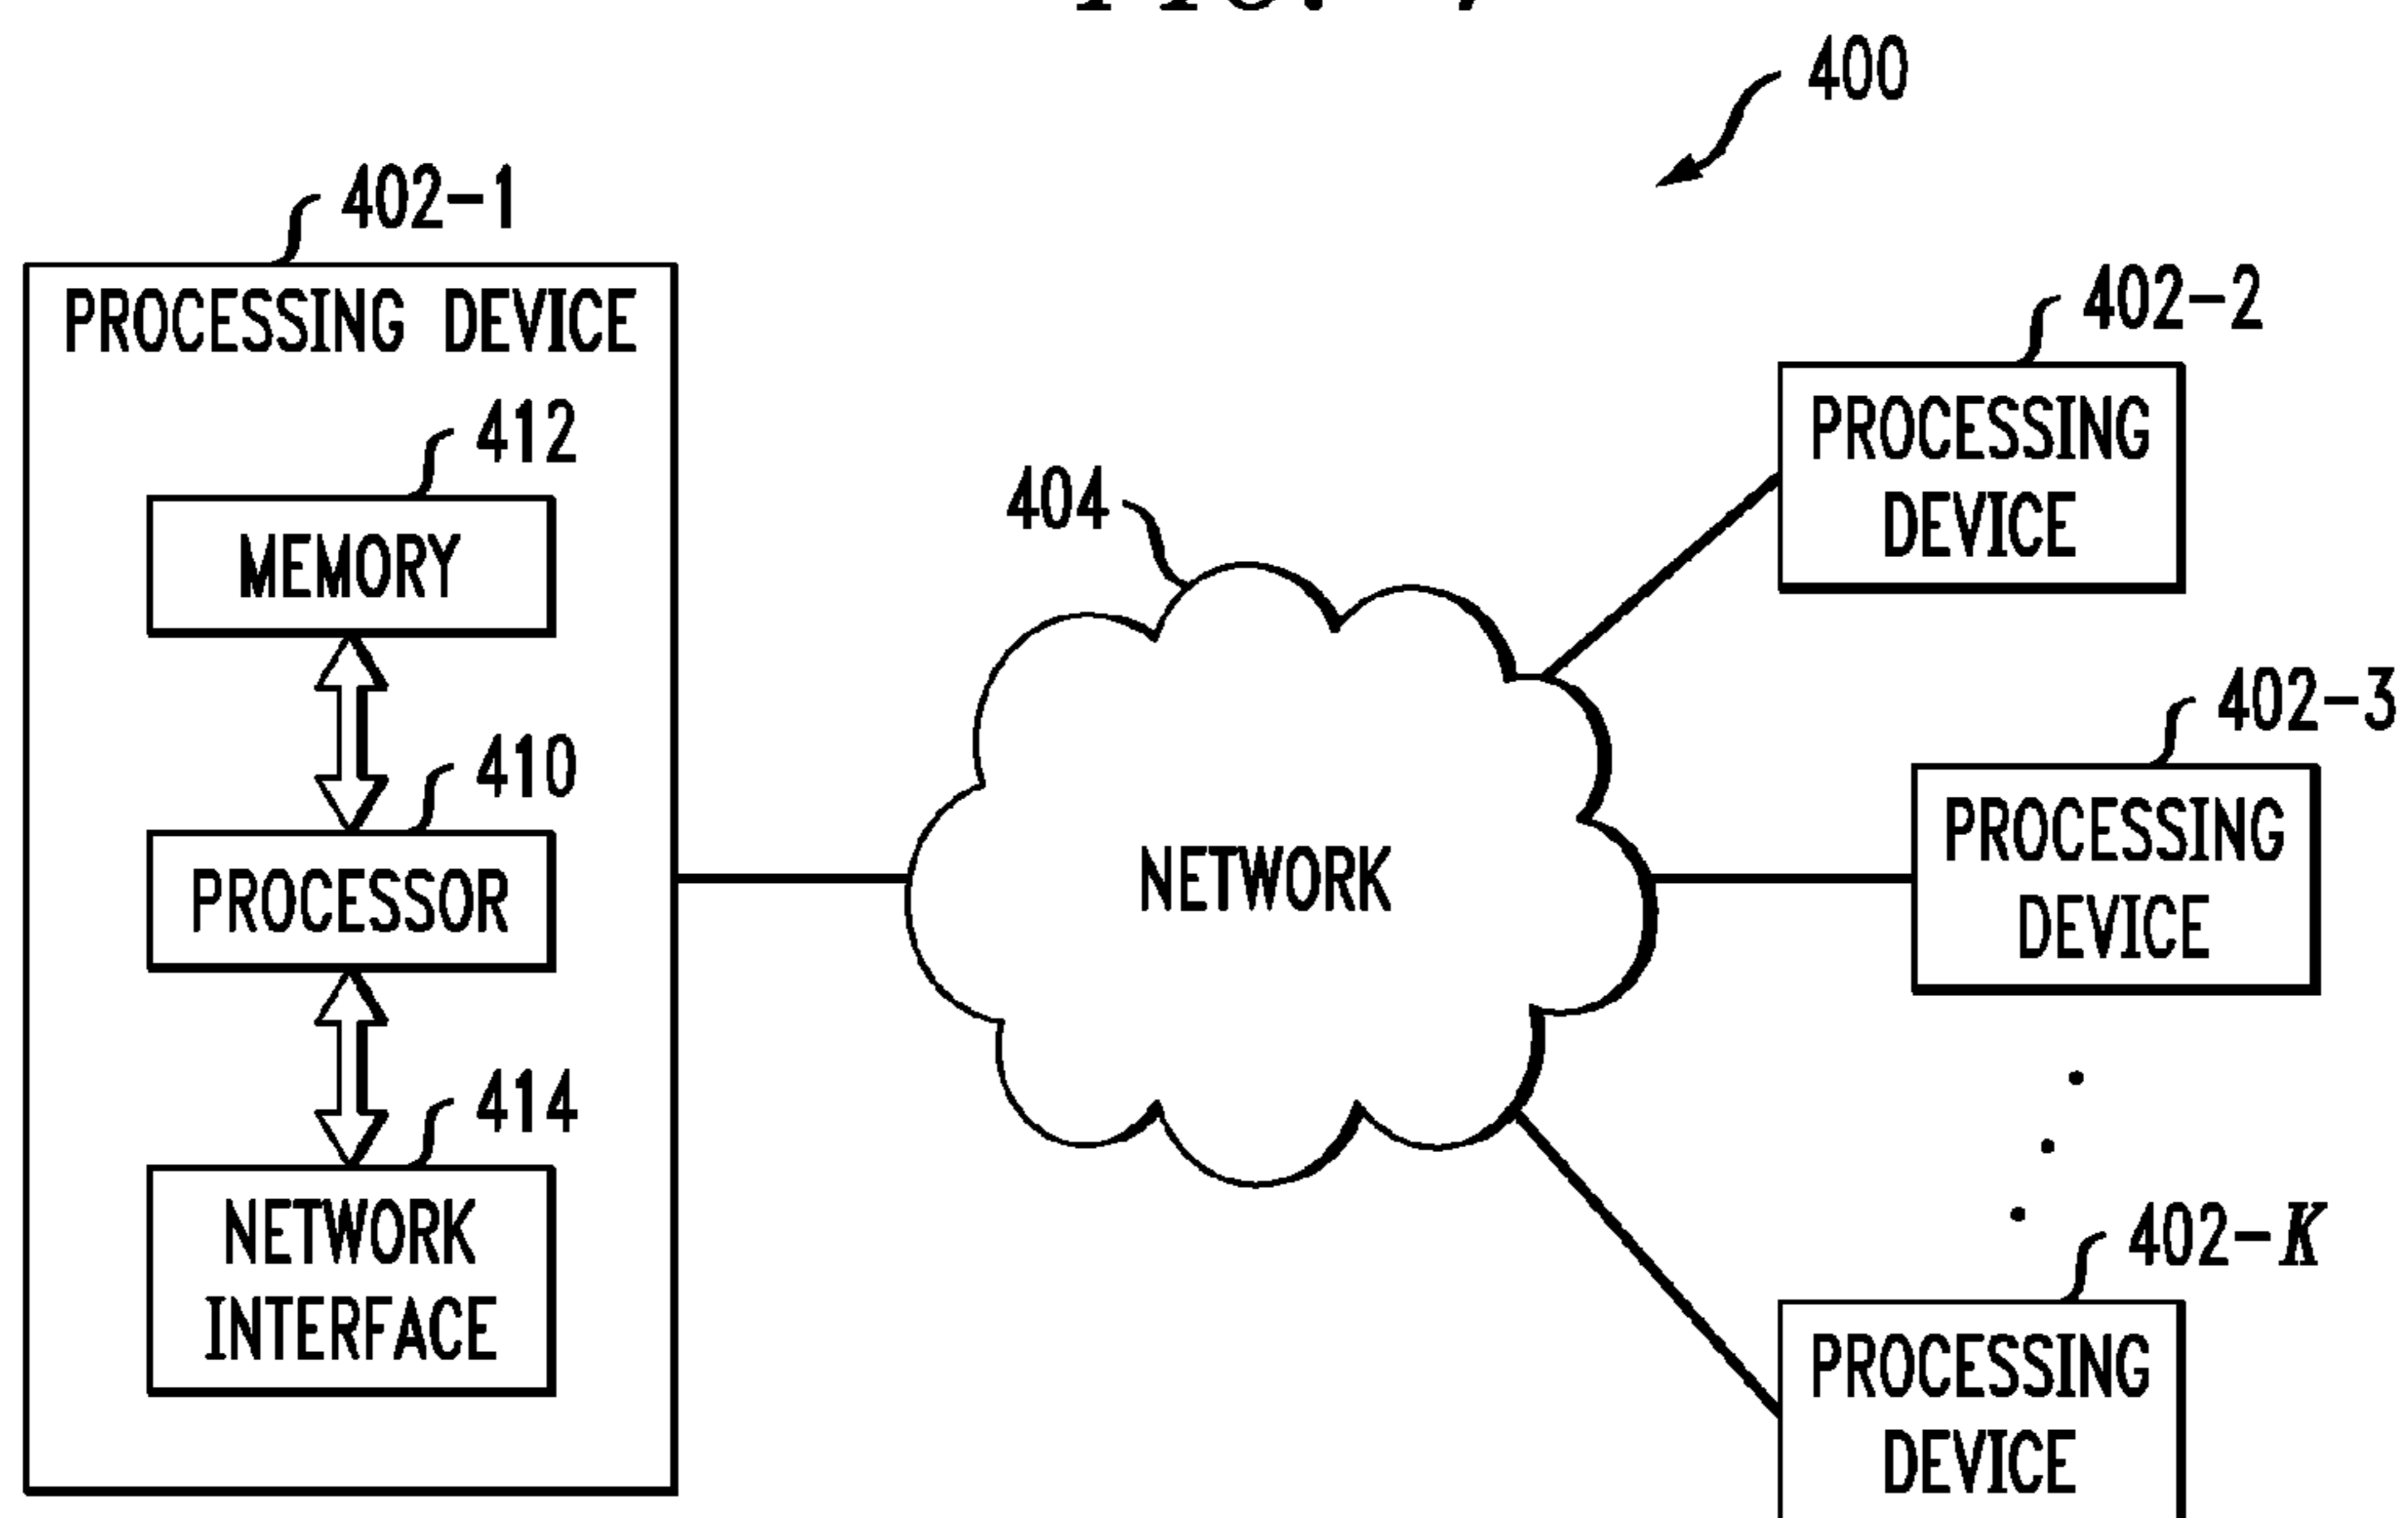 400
402-1
PROCESSING DEVICE
412
MEMORY
410
PROCESSOR
414
NETWORK
INTERFACE
404
NETWORK
402-2
PROCESSING
DEVICE
402-3
PROCESSING
DEVICE
402-K
PROCESSING
DEVICE